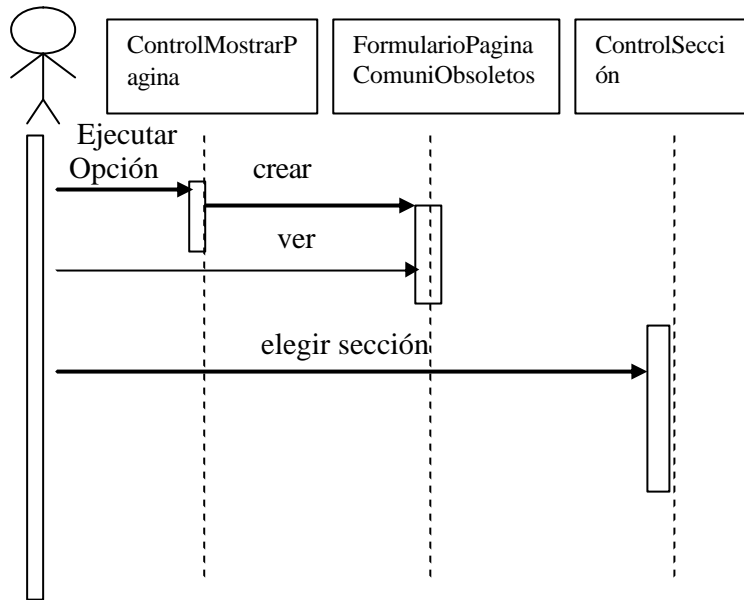 ControlMostrarP
agina
FormularioPagina
ComuniObsoletos
ControlSecci
ón
Ejecutar
Opción
crear
ver
elegir sección